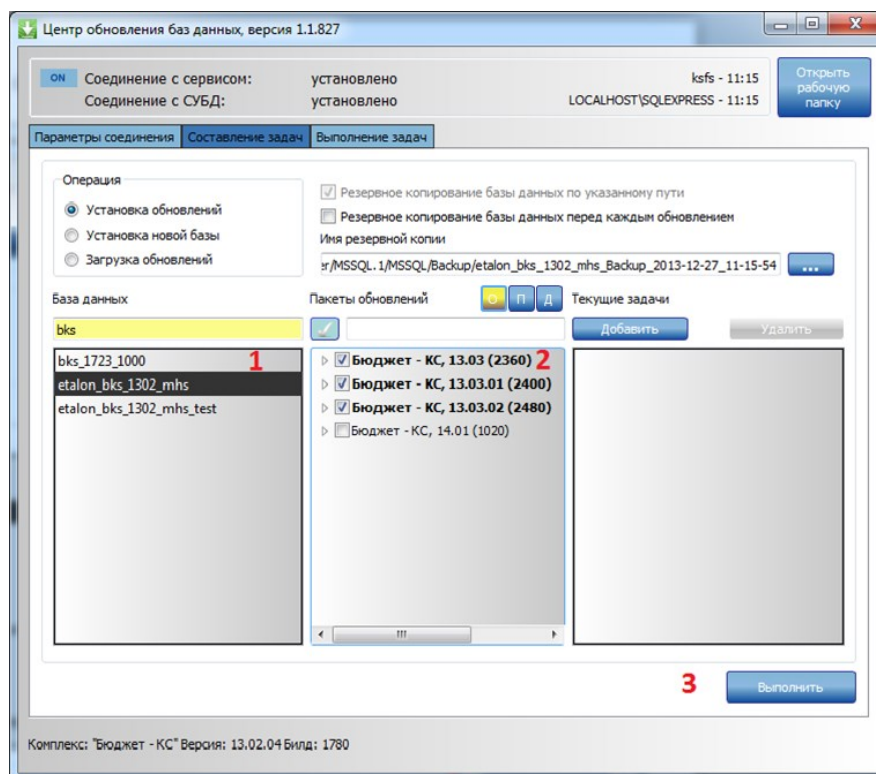 Центр обновления баз данных, версия 1.1.827
ON Соединение с сервисом: установлено ksfs - 11:15
Соединение с СУБД: установлено LOCALHOST\SQLEXPRESS - 11:15
Открыть
рабочую
папку
Параметры соединения Составление задач Выполнение задач
Операция
Установка обновлений
Установка новой базы
Загрузка обновлений
Резервное копирование базы данных по указанному пути
Резервное копирование базы данных перед каждым обновлением
Имя резервной копии
er/MSSQL.1/MSSQL/Backup/etalon_bks_1302_mhs_Backup_2013-12-27_11-15-54 ...
База данных
bks
bks_1723_1000 1
etalon_bks_1302_mhs
etalon_bks_1302_mhs_test
Пакеты обновлений О П Д
Бюджет - КС, 13.03 (2360) 2
Бюджет - КС, 13.03.01 (2400)
Бюджет - КС, 13.03.02 (2480)
Бюджет - КС, 14.01 (1020)
Текущие задачи
Добавить Удалить
3 Выполнить
Комплекс: "Бюджет - КС" Версия: 13.02.04 Билд: 1780